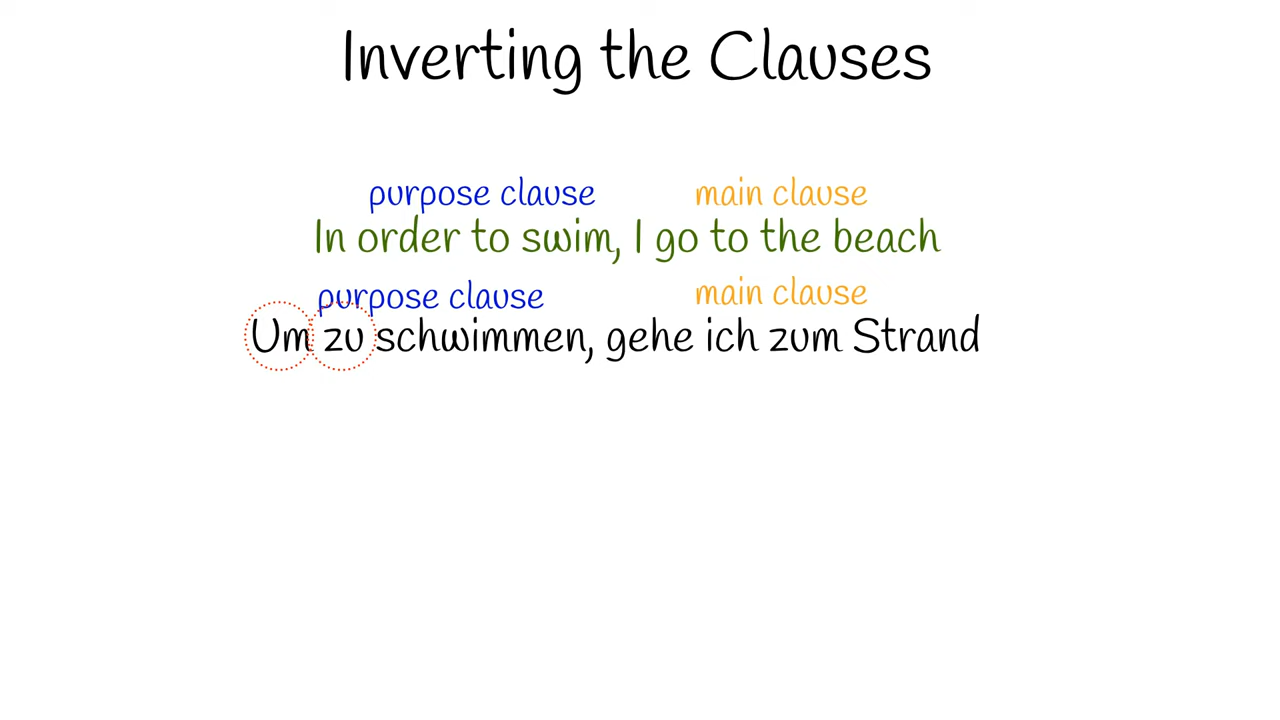 Inverting the Clauses
purpose clause main clause
In order to swim, I go to the beach
purpose clause main clause
Um zu schwimmen, gehe ich zum Strand